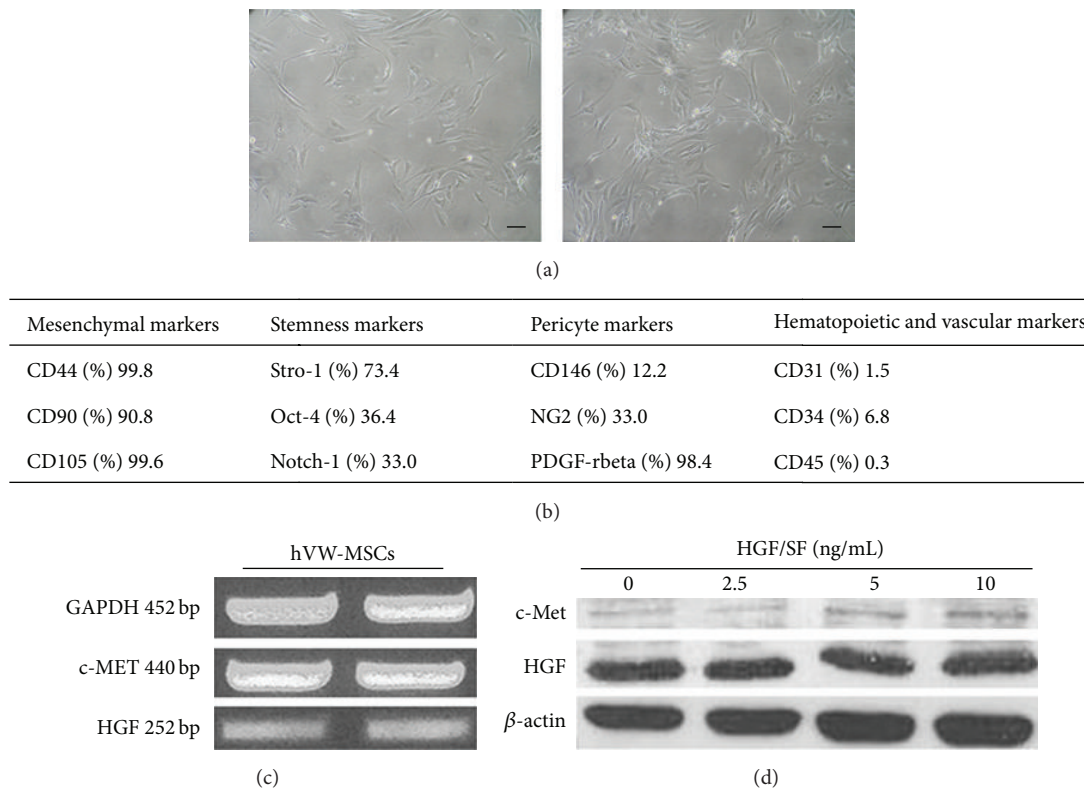 (a)
Mesenchymal markers Stemness markers Pericyte markers Hematopoietic and vascular markers
CD44 (%) 99.8 Stro-1 (%) 73.4 CD146 (%) 12.2 CD31 (%) 1.5
CD90 (%) 90.8 Oct-4 (%) 36.4 NG2 (%) 33.0 CD34 (%) 6.8
CD105 (%) 99.6 Notch-1 (%) 33.0 PDGF-rbeta (%) 98.4 CD45 (%) 0.3
(b)
hVW-MSCs
GAPDH 452 bp
c-MET 440 bp
HGF 252 bp
(c)
HGF/SF (ng/mL)
0 2.5 5 10
c-Met
HGF
β-actin
(d)